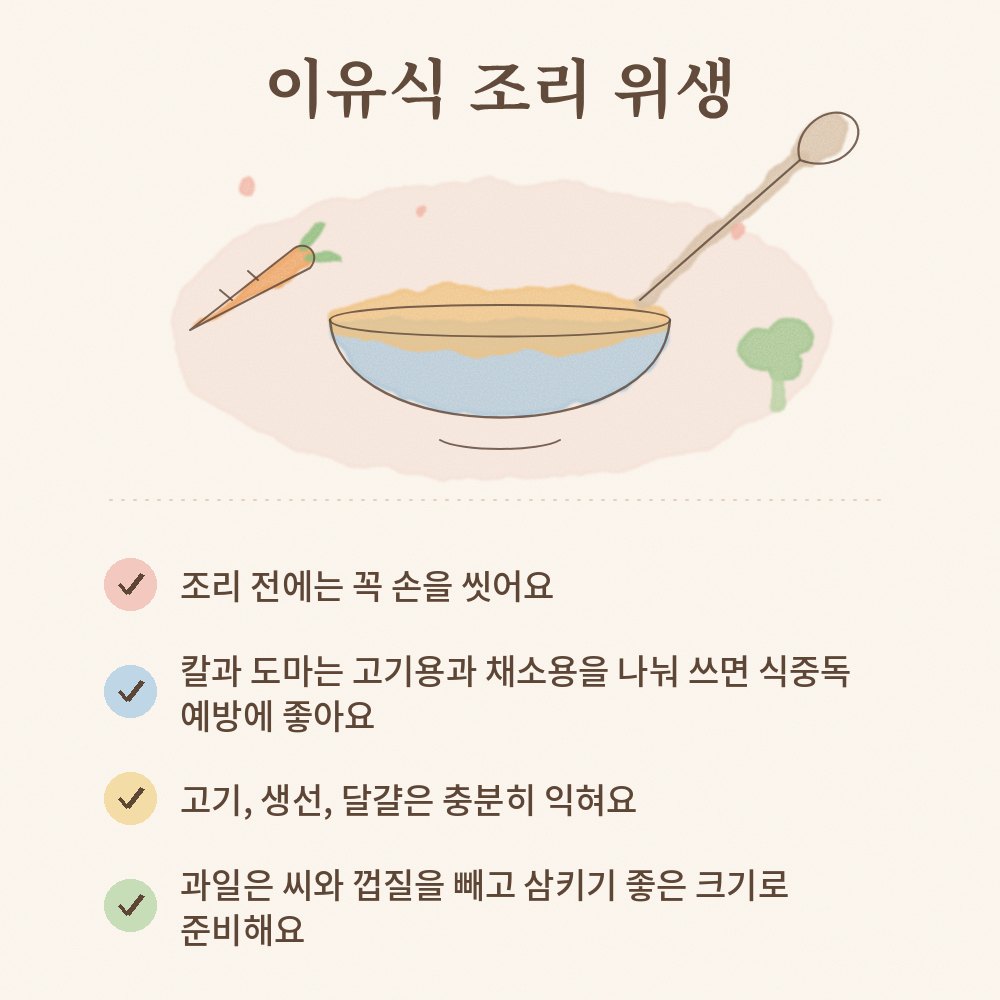 이유식 조리 위생
조리 전에는 꼭 손을 씻어요
칼과 도마는 고기용과 채소용을 나눠 쓰면 식중독
예방에 좋아요
고기, 생선, 달걀은 충분히 익혀요
과일은 씨와 껍질을 빼고 삼키기 좋은 크기로
준비해요